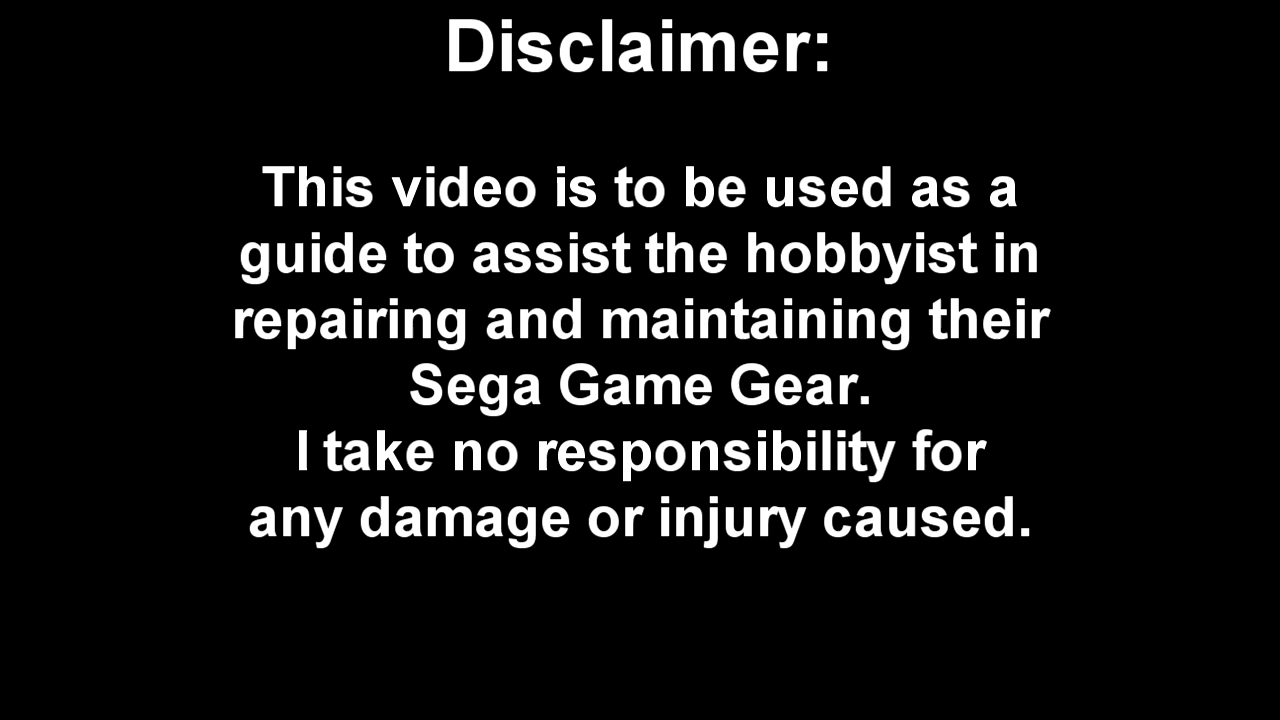 Disclaimer:
This video is to be used as a
guide to assist the hobbyist in
repairing and maintaining their
Sega Game Gear.
I take no responsibility for
any damage or injury caused.